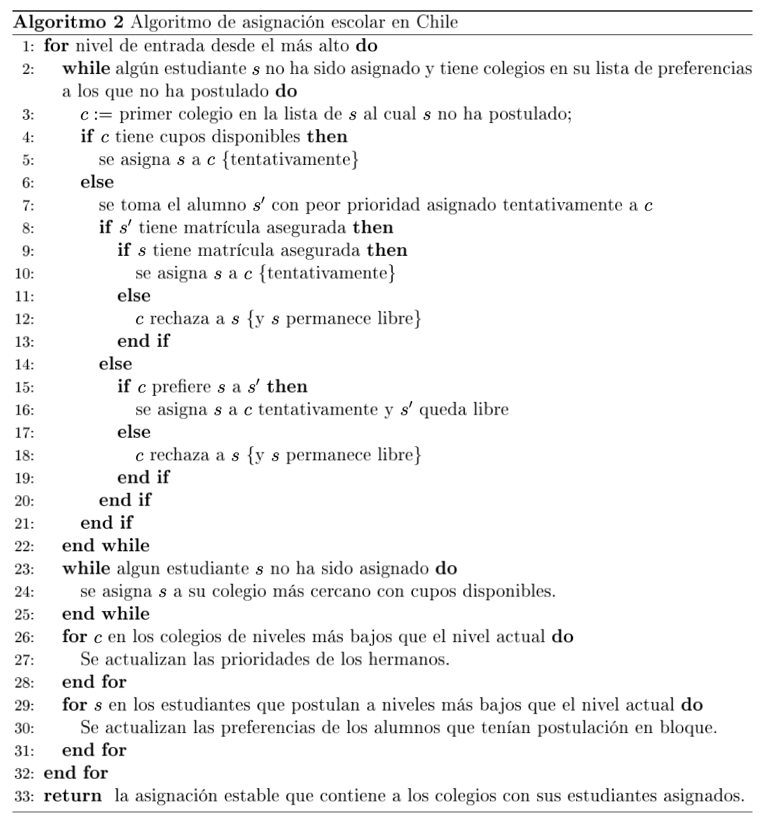 Algoritmo 2 Algoritmo de asignación escolar en Chile
1: for nivel de entrada desde el más alto do
2: while algún estudiante s no ha sido asignado y tiene colegios en su lista de preferencias
a los que no ha postulado do
3: c := primer colegio en la lista de s al cual s no ha postulado;
4: if c tiene cupos disponibles then
5: se asigna s a c {tentativamente}
6: else
7: se toma el alumno s′ con peor prioridad asignado tentativamente a c
8: if s′ tiene matrícula asegurada then
9: if s tiene matrícula asegurada then
10: se asigna s a c {tentativamente}
11: else
12: c rechaza a s {y s permanece libre}
13: end if
14: else
15: if c prefiere s a s′ then
16: se asigna s a c tentativamente y s′ queda libre
17: else
18: c rechaza a s {y s permanece libre}
19: end if
20: end if
21: end if
22: end while
23: while algun estudiante s no ha sido asignado do
24: se asigna s a su colegio más cercano con cupos disponibles.
25: end while
26: for c en los colegios de niveles más bajos que el nivel actual do
27: Se actualizan las prioridades de los hermanos.
28: end for
29: for s en los estudiantes que postulan a niveles más bajos que el nivel actual do
30: Se actualizan las preferencias de los alumnos que tenían postulación en bloque.
31: end for
32: end for
33: return la asignación estable que contiene a los colegios con sus estudiantes asignados.